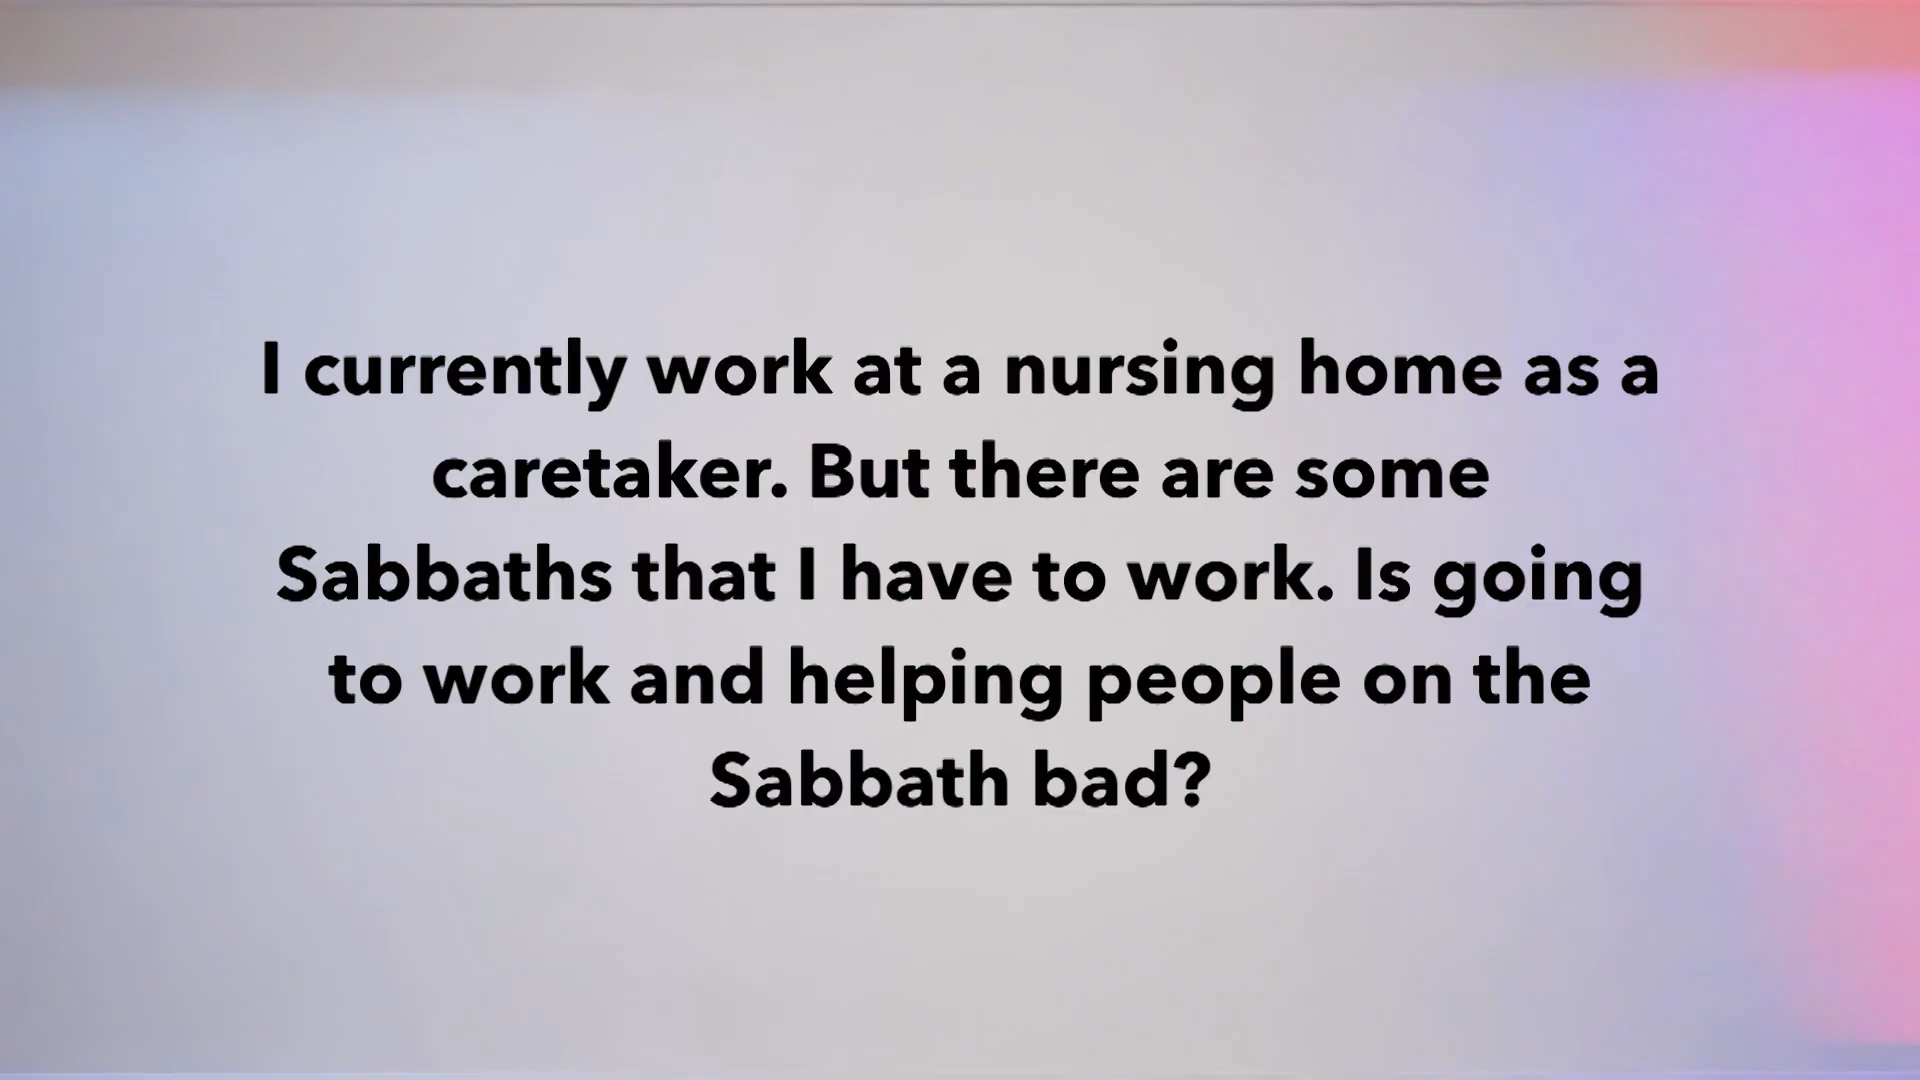 I currently work at a nursing home as a
caretaker. But there are some
Sabbaths that I have to work. Is going
to work and helping people on the
Sabbath bad?